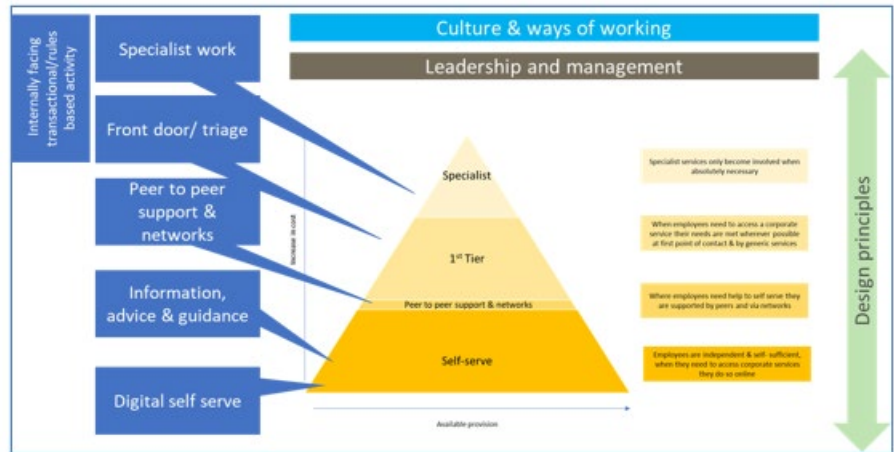 Culture & ways of working
Leadership and management
Internally facing
transactional/rules
based activity
Specialist work
Front door/ triage
Peer to peer
support &
networks
Information,
advice & guidance
Digital self serve
Increase in cost
Specialist
1st Tier
Peer to peer support & networks
Self-serve
Available provision
Specialist services only become involved when
absolutely necessary
When employees need to access a corporate
service their needs are met wherever possible
at first point of contact & by generic services
Where employees need help to self serve they
are supported by peers and via networks
Employees are independent & self- sufficient,
when they need to access corporate services
they do so online
Design principles